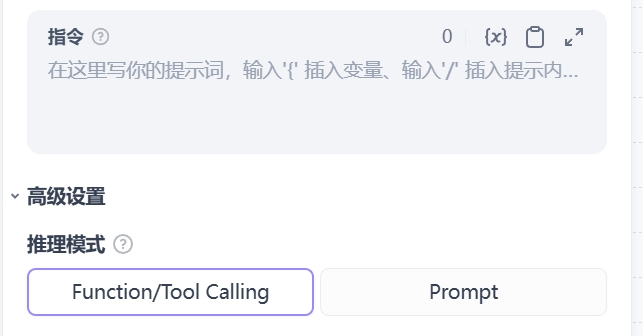 指令 0 {x}
在这里写你的提示词，输入'{' 插入变量、输入'/' 插入提示内...
高级设置
推理模式
Function/Tool Calling Prompt